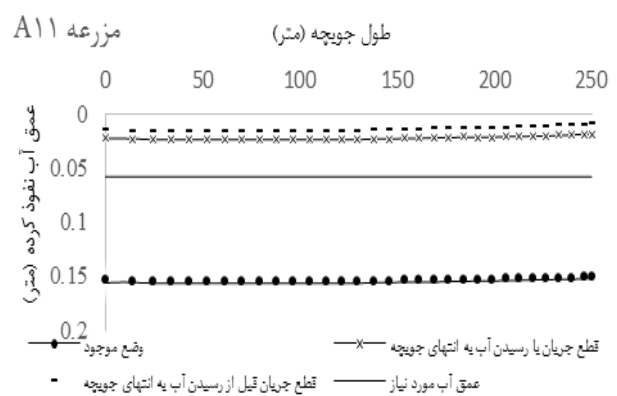 مزرعه A۱۱
طول جویچه (متر)
0 50 100 150 200 250
عمق آب نفوذ کرده (متر)
0
0.05
0.1
0.15
0.2
وضع موجود
قطع جریان یا رسیدن آب به انتهای جویچه
قطع جریان قبل از رسیدن آب به انتهای جویچه
عمق آب مورد نیاز